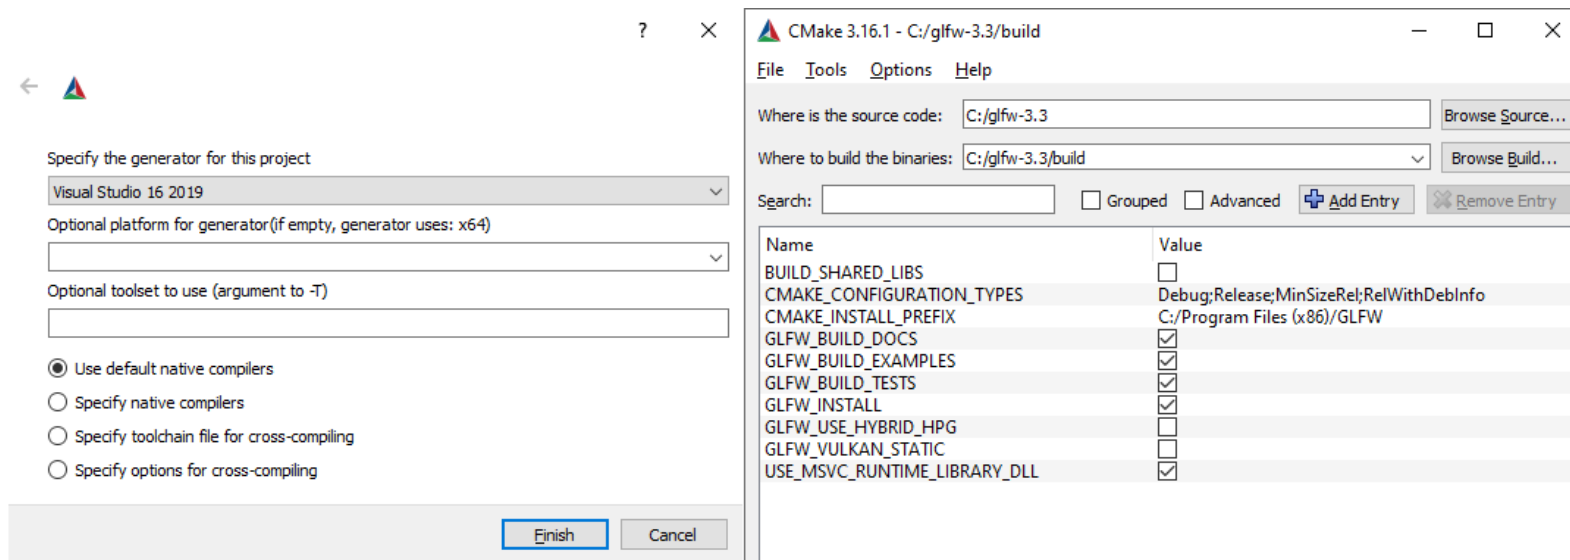 ?
Specify the generator for this project
Visual Studio 16 2019
Optional platform for generator(if empty, generator uses: x64)
Optional toolset to use (argument to -T)
Use default native compilers
Specify native compilers
Specify toolchain file for cross-compiling
Specify options for cross-compiling
Finish Cancel
CMake 3.16.1 - C:/glfw-3.3/build
File Tools Options Help
Where is the source code: C:/glfw-3.3 Browse Source...
Where to build the binaries: C:/glfw-3.3/build Browse Build...
Search: Grouped Advanced Add Entry Remove Entry
Name Value
BUILD_SHARED_LIBS
CMAKE_CONFIGURATION_TYPES Debug;Release;MinSizeRel;RelWithDebInfo
CMAKE_INSTALL_PREFIX C:/Program Files (x86)/GLFW
GLFW_BUILD_DOCS
GLFW_BUILD_EXAMPLES
GLFW_BUILD_TESTS
GLFW_INSTALL
GLFW_USE_HYBRID_HPG
GLFW_VULKAN_STATIC
USE_MSVC_RUNTIME_LIBRARY_DLL